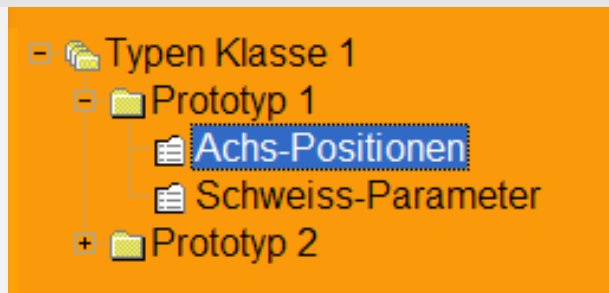 Typen Klasse 1
Prototyp 1
Achs-Positionen
Schweiss-Parameter
Prototyp 2